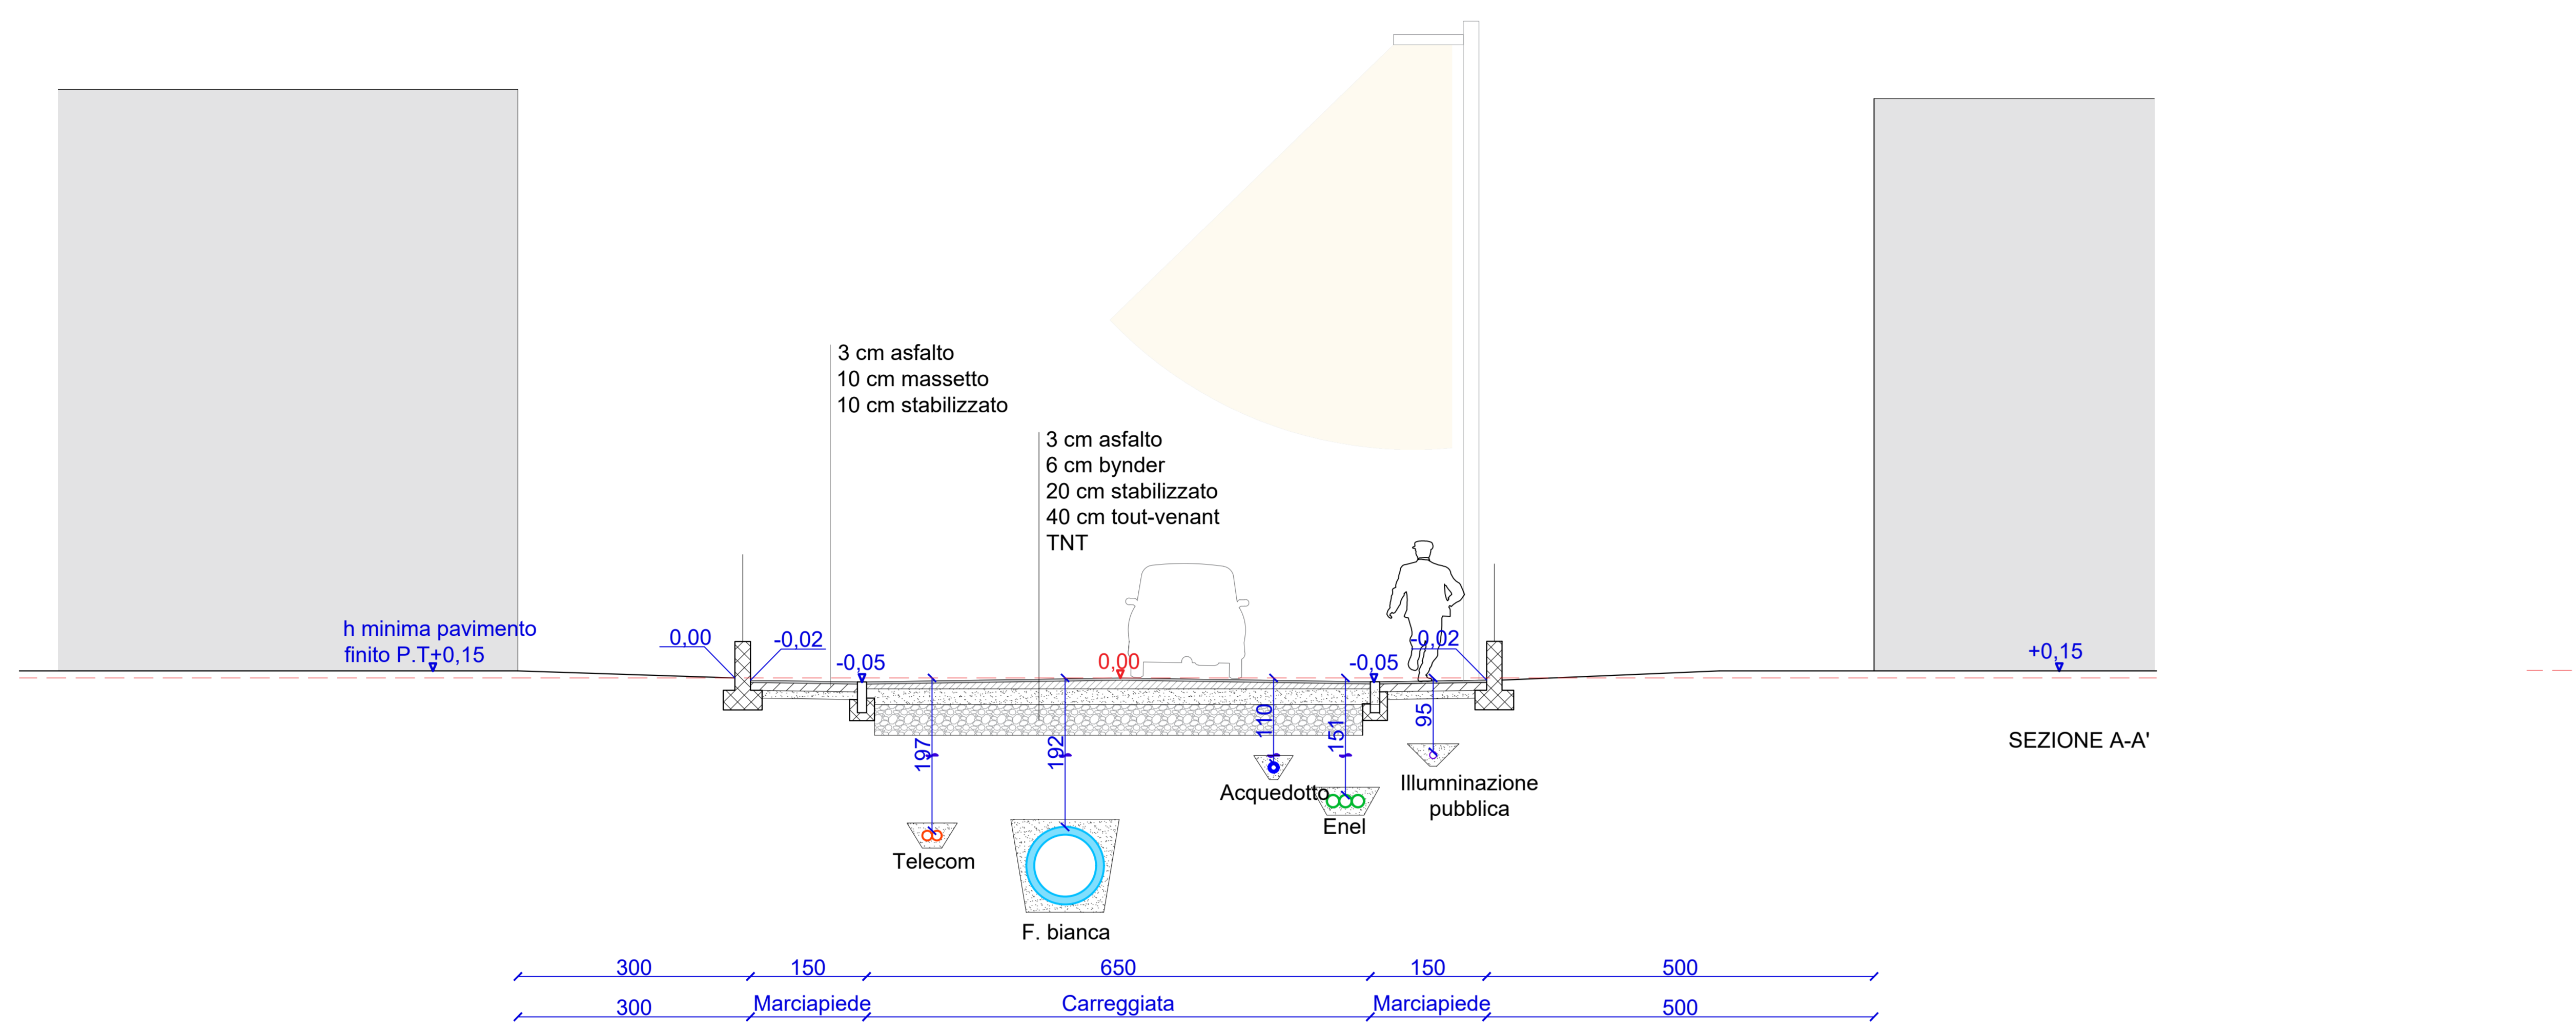 3 cm asfalto
10 cm massetto
10 cm stabilizzato
3 cm asfalto
6 cm bynder
20 cm stabilizzato
40 cm tout-venant
TNT
h minima pavimento
finito P.T+0,15
0,00
-0,02
-0,05
0,00
-0,05
-0,02
+0,15
197
192
110
151
95
SEZIONE A-A'
Acquedotto
Illumninazione
pubblica
Enel
Telecom
F. bianca
300 150 650 150 500
300 Marciapiede Carreggiata Marciapiede 500